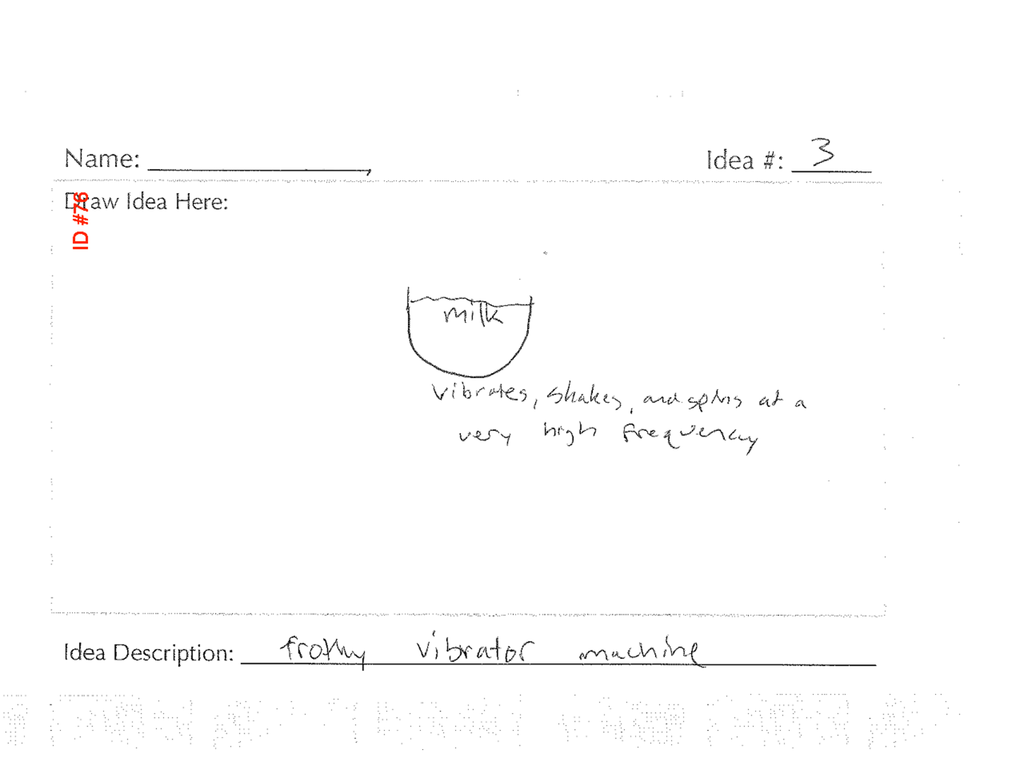 Name:
Idea #: 3
Draw Idea Here:
ID #76
milk
vibrates, shakes, and spins at a
very high frequency
Idea Description: frothy vibrator machine